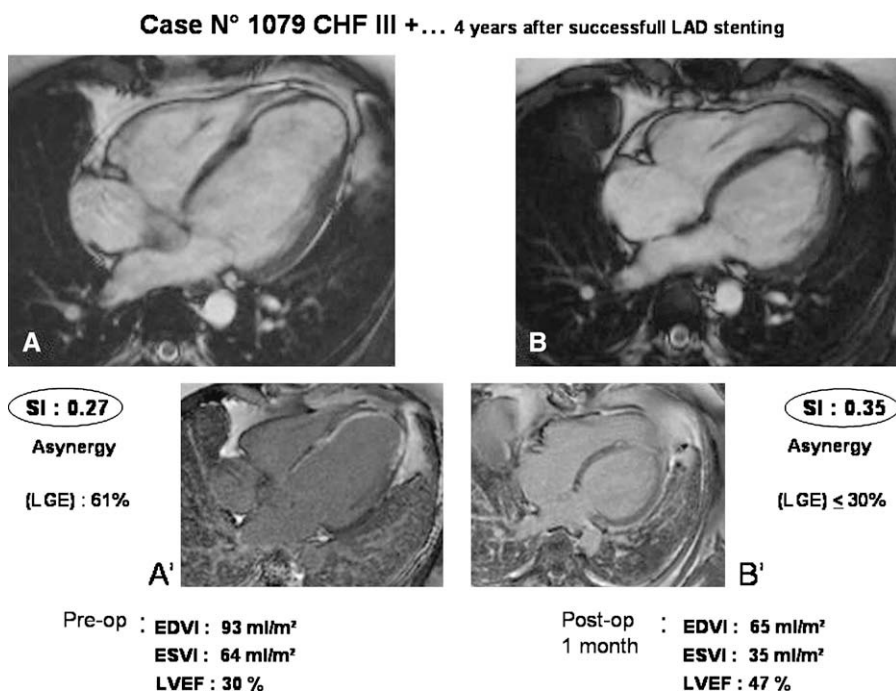 Case N° 1079 CHF III +... 4 years after successfull LAD stenting
A
B
SI : 0.27
Asynergy
(LGE) : 61%
SI : 0.35
Asynergy
(LGE) ≤ 30%
A'
B'
Pre-op : EDVI : 93 ml/m²
ESVI : 64 ml/m²
LVEF : 30 %
Post-op : EDVI : 65 ml/m²
1 month ESVI : 35 ml/m²
LVEF : 47 %